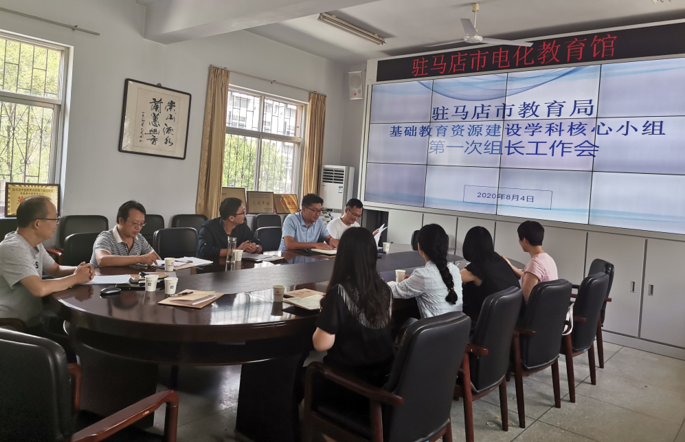 驻马店市电化教育馆
驻马店市教育局
基础教育资源建设学科核心小组
第一次组长工作会
2020年8月4日